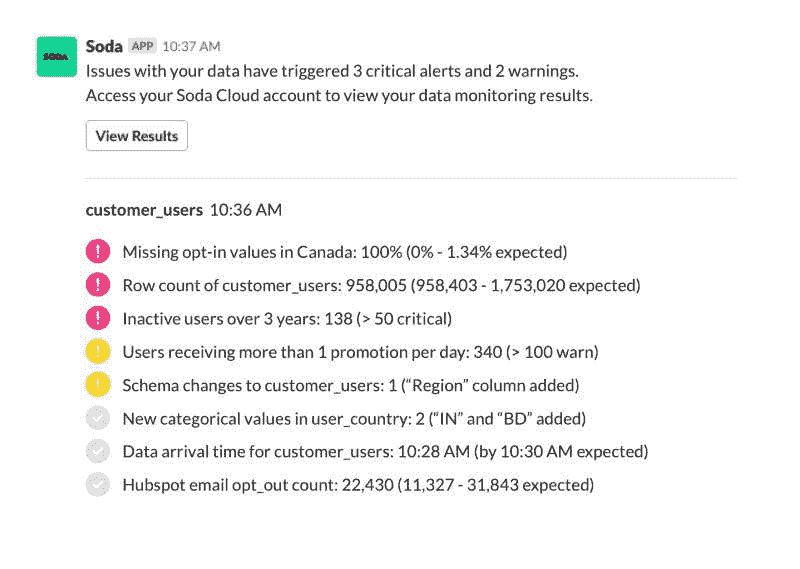 SODA
Soda APP 10:37 AM
Issues with your data have triggered 3 critical alerts and 2 warnings.
Access your Soda Cloud account to view your data monitoring results.
View Results
customer_users 10:36 AM
! Missing opt-in values in Canada: 100% (0% - 1.34% expected)
! Row count of customer_users: 958,005 (958,403 - 1,753,020 expected)
! Inactive users over 3 years: 138 (> 50 critical)
! Users receiving more than 1 promotion per day: 340 (> 100 warn)
! Schema changes to customer_users: 1 (“Region” column added)
New categorical values in user_country: 2 (“IN” and “BD” added)
Data arrival time for customer_users: 10:28 AM (by 10:30 AM expected)
Hubspot email opt_out count: 22,430 (11,327 - 31,843 expected)